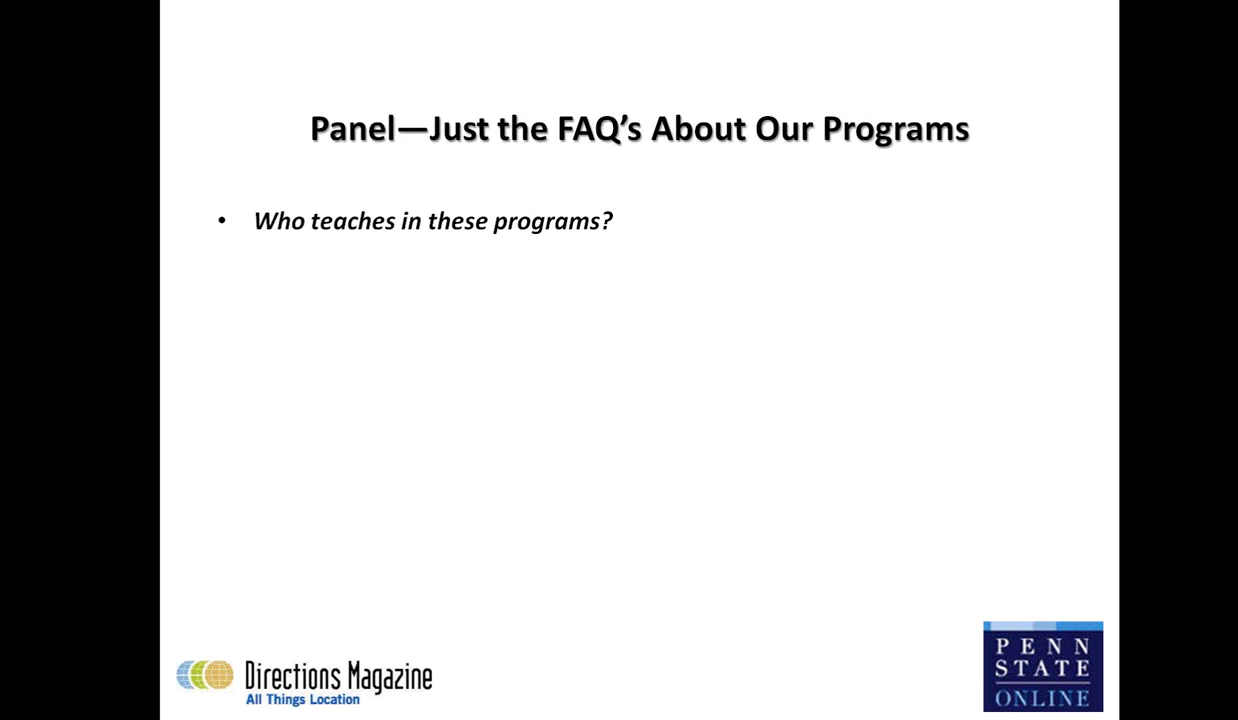 Panel—Just the FAQ's About Our Programs
• Who teaches in these programs?
Directions Magazine
All Things Location
PENN
STATE
ONLINE